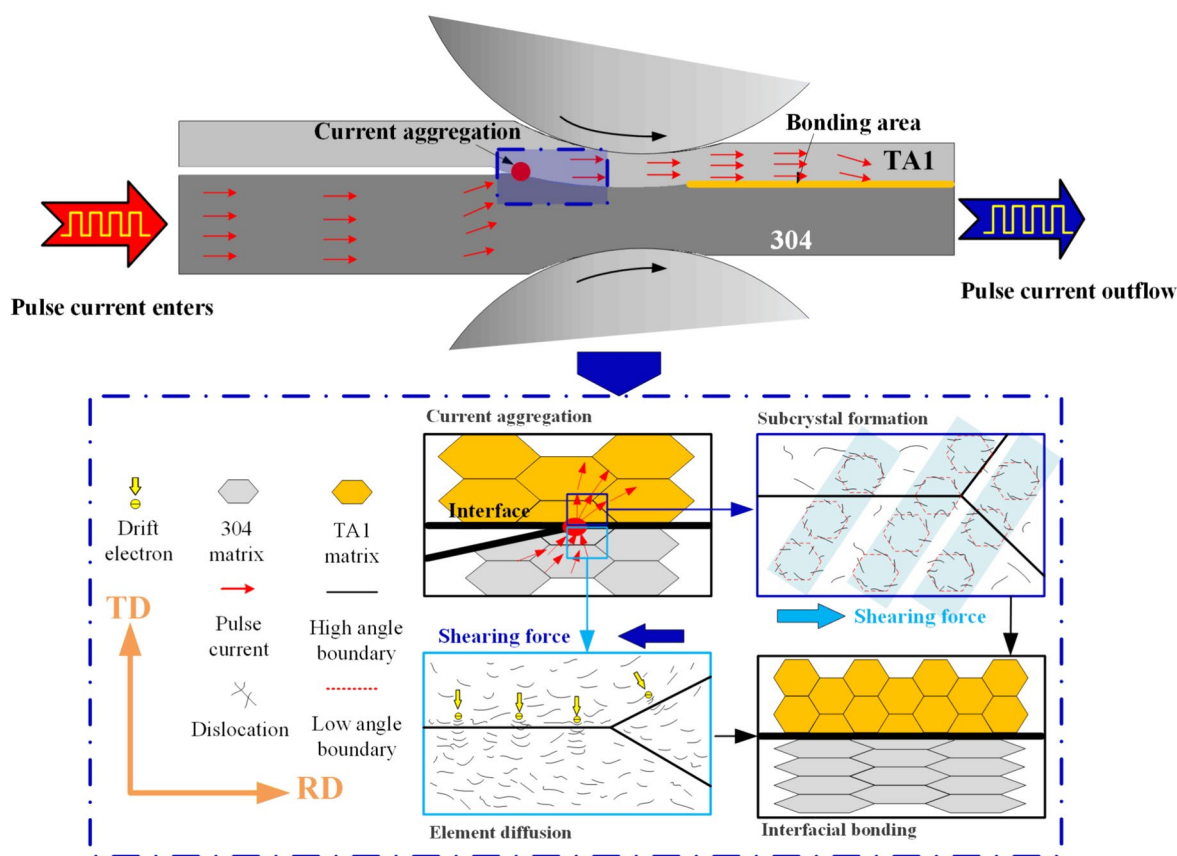 Current aggregation
Bonding area
TA1
304
Pulse current enters
Pulse current outflow
Current aggregation
Subcrystal formation
Interface
Drift
electron
304
matrix
TA1
matrix
TD
Pulse
current
High angle
boundary
Dislocation
Low angle
boundary
RD
Shearing force
Shearing force
Element diffusion
Interfacial bonding